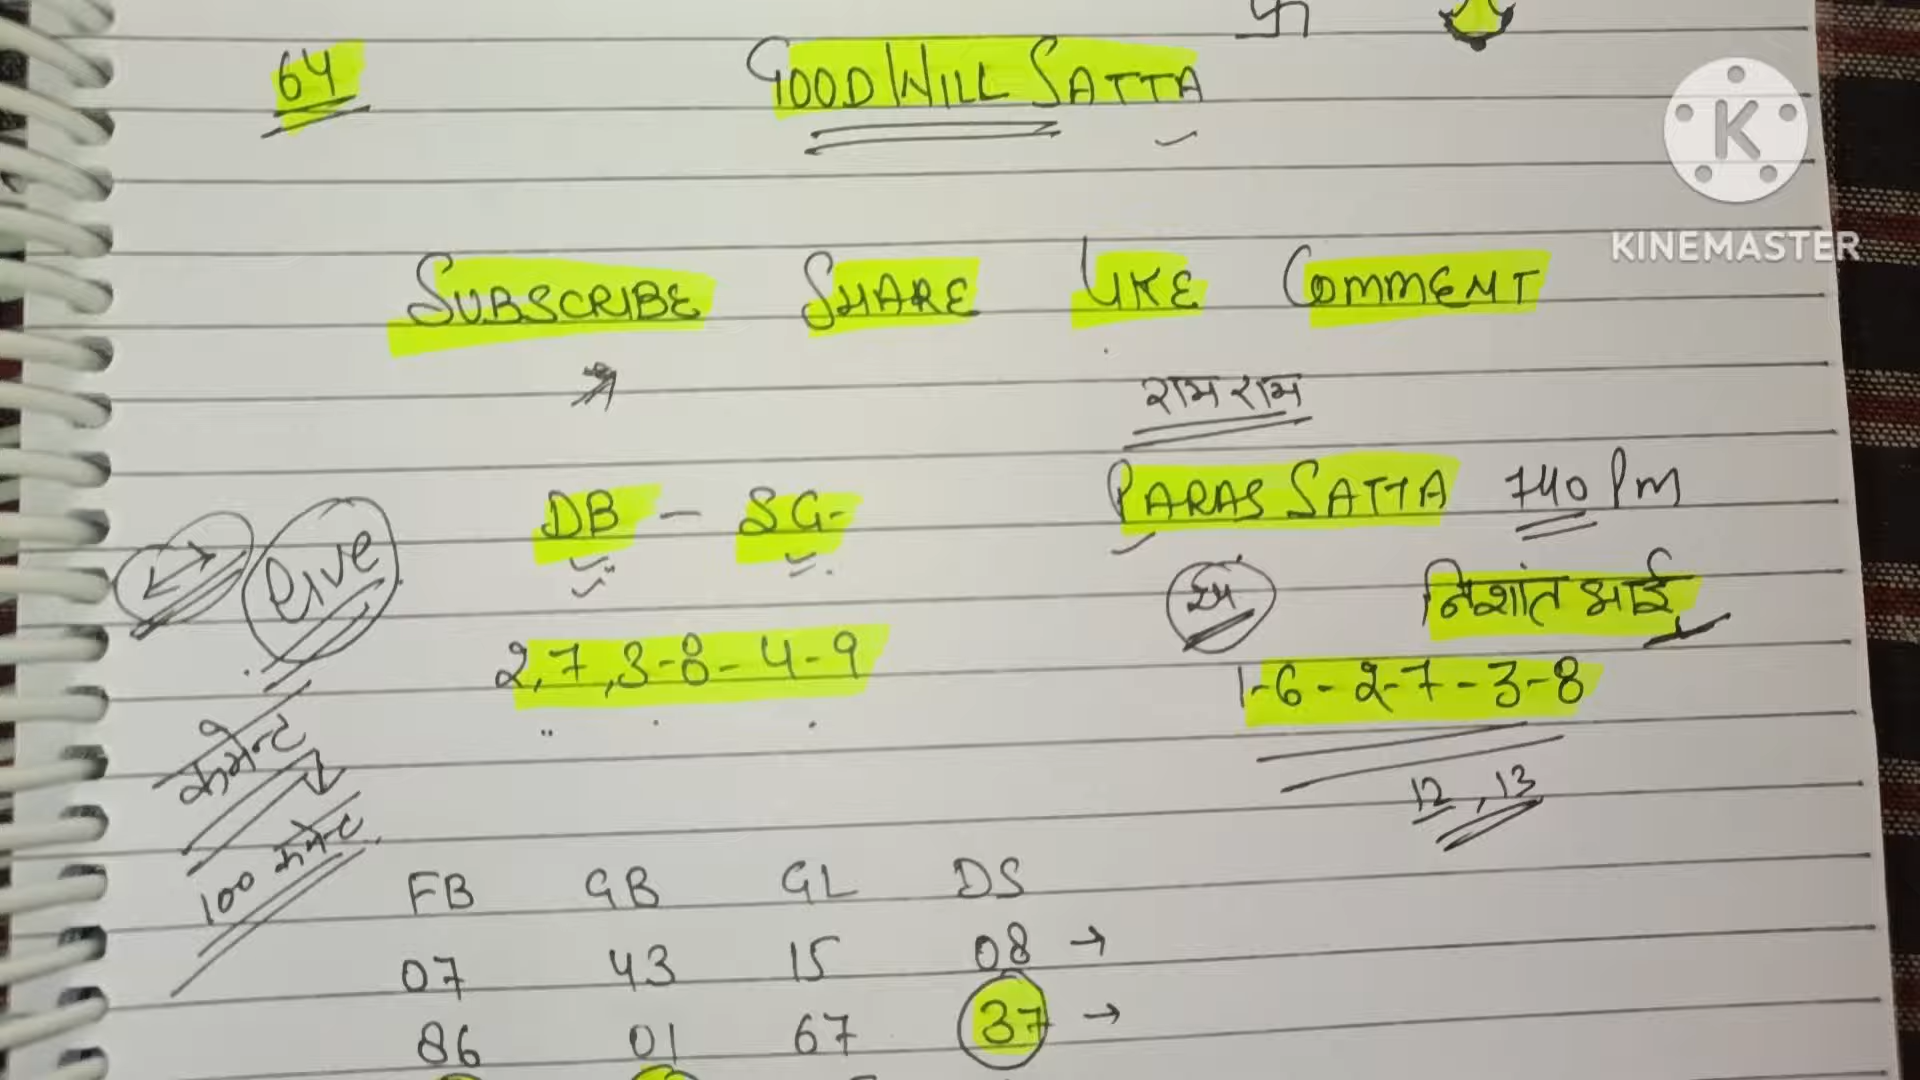 64 GOODWILL SATTA
K
KINEMASTER
SUBSCRIBE SHARE LIKE COMMENT
राम राम
DB - SG- PARAS SATTA 740 PM
live निशांत भाई
2,7,3-8-4-9 1-6-2-7-3-8
कमेन्ट 12,13
100 कमेन्ट
FB GB GL DS
07 43 15 08 →
86 01 67 37 →